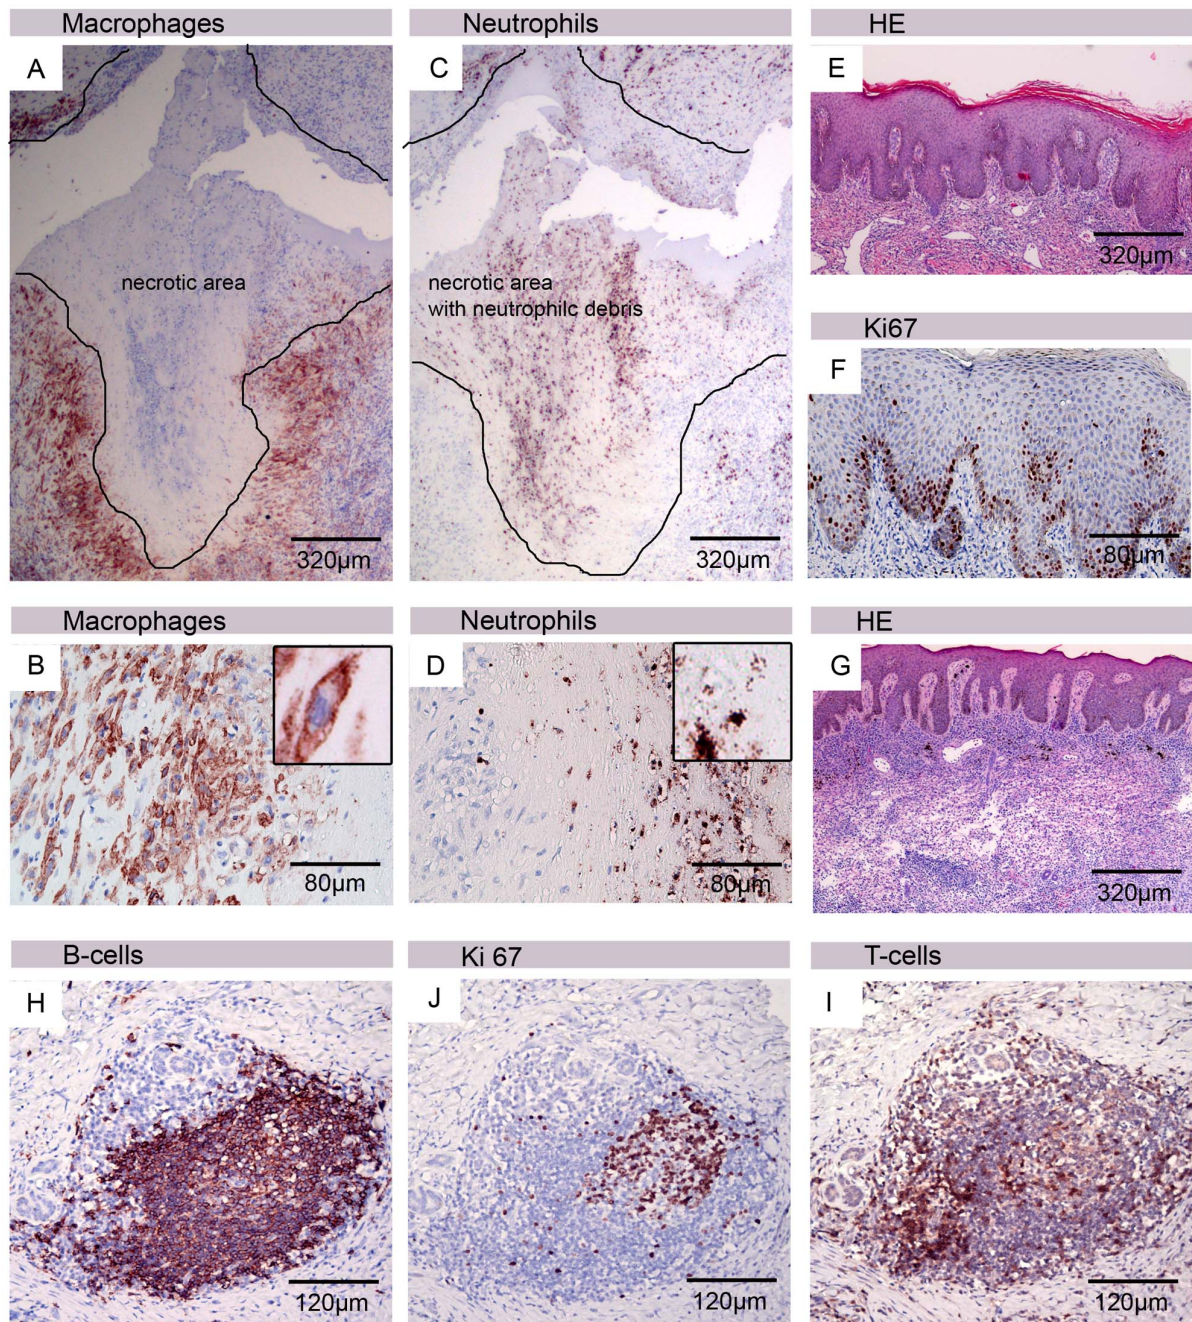 Macrophages
A
necrotic area
320µm
Neutrophils
C
necrotic area
with neutrophilc debris
320µm
HE
E
320µm
Ki67
F
80µm
Macrophages
B
80µm
Neutrophils
D
80µm
HE
G
320µm
B-cells
H
120µm
Ki 67
J
120µm
T-cells
I
120µm